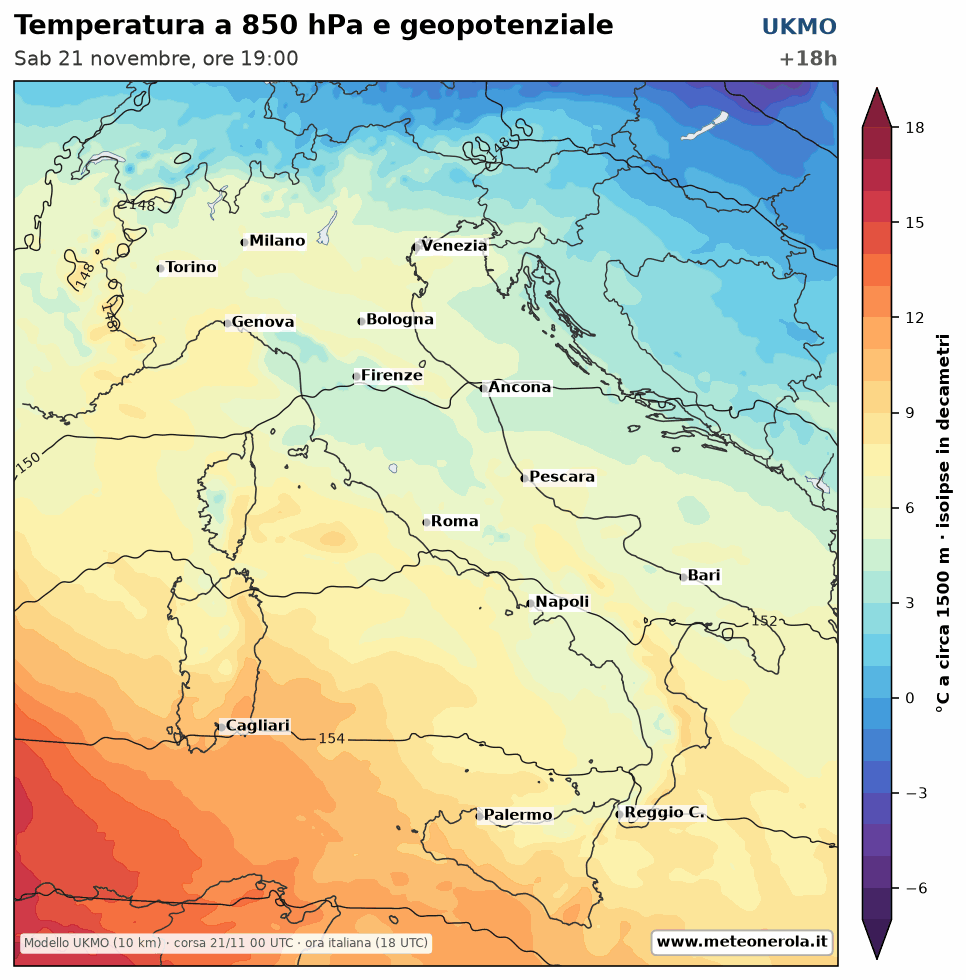 Temperatura a 850 hPa e geopotenziale
UKMO
Sab 21 novembre, ore 19:00
+18h
148
148
Milano
Venezia
Torino
148
148
Genova
Bologna
Firenze
Ancona
150
Pescara
Roma
Bari
Napoli
152
Cagliari
154
Palermo
Reggio C.
Modello UKMO (10 km) · corsa 21/11 00 UTC · ora italiana (18 UTC)
www.meteonerola.it
18
15
12
9
6
3
0
−3
−6
°C a circa 1500 m · isoipse in decametri